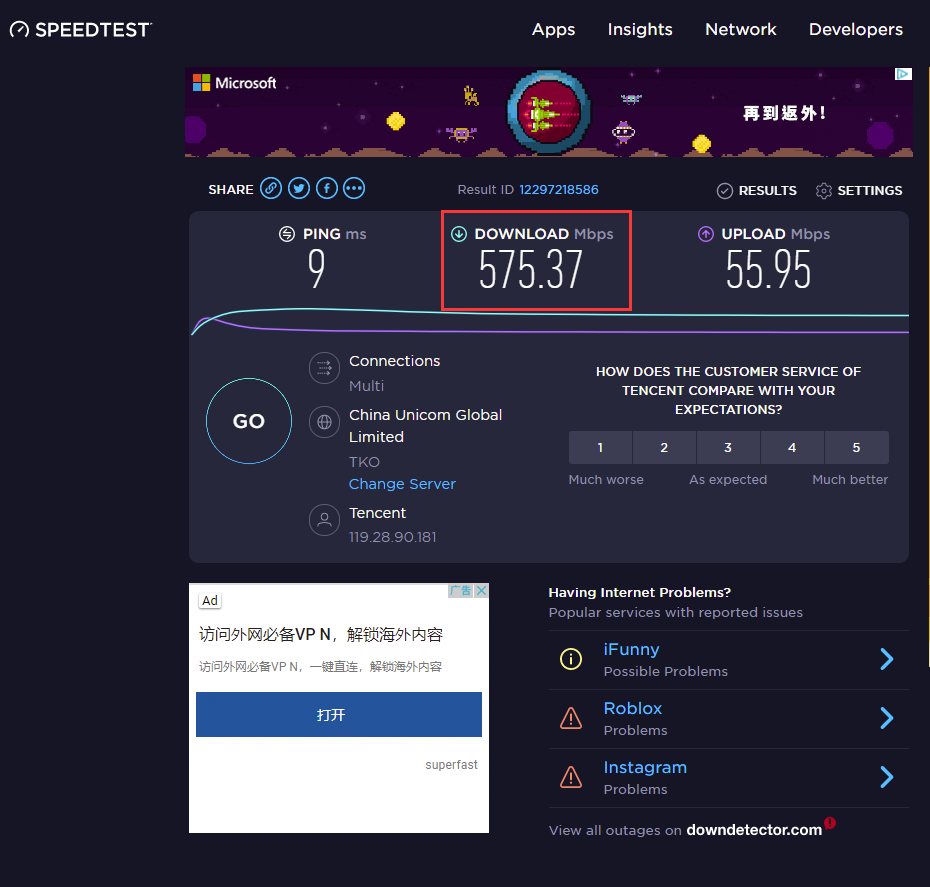 SPEEDTEST
Apps Insights Network Developers
Microsoft
再到返外!
SHARE
Result ID 12297218586
RESULTS SETTINGS
PING ms
9
DOWNLOAD Mbps
575.37
UPLOAD Mbps
55.95
GO
Connections
Multi
China Unicom Global
Limited
TKO
Change Server
Tencent
119.28.90.181
HOW DOES THE CUSTOMER SERVICE OF
TENCENT COMPARE WITH YOUR
EXPECTATIONS?
1 2 3 4 5
Much worse As expected Much better
广告
Ad
访问外网必备VP N，解锁海外内容
访问外网必备VP N，一键直连，解锁海外内容
打开
superfast
Having Internet Problems?
Popular services with reported issues
iFunny
Possible Problems
Roblox
Problems
Instagram
Problems
View all outages on downdetector.com